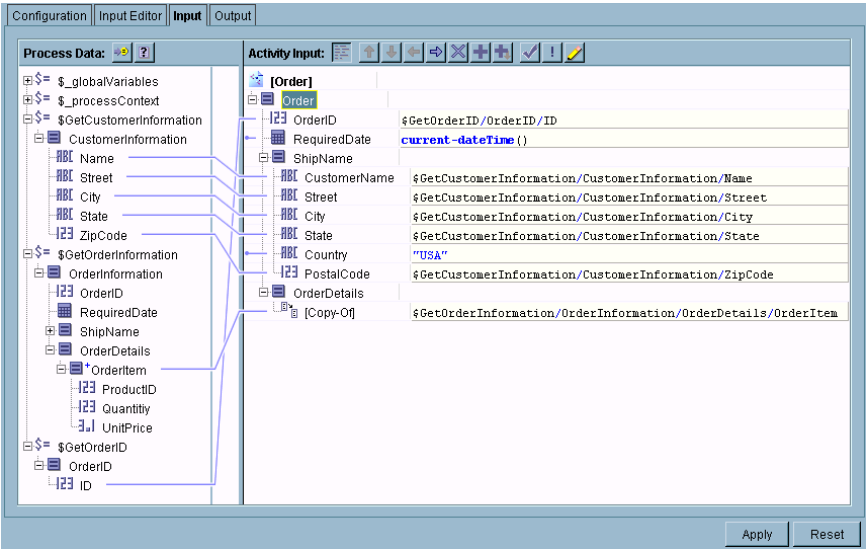 Configuration Input Editor Input Output
Process Data:
Activity Input:
$_globalVariables
$_processContext
$GetCustomerInformation
CustomerInformation
Name
Street
City
State
ZipCode
$GetOrderInformation
OrderInformation
OrderID
RequiredDate
ShipName
OrderDetails
OrderItem
ProductID
Quantitiy
UnitPrice
$GetOrderID
OrderID
ID
[Order]
Order
OrderID $GetOrderID/OrderID/ID
RequiredDate current-dateTime()
ShipName
CustomerName $GetCustomerInformation/CustomerInformation/Name
Street $GetCustomerInformation/CustomerInformation/Street
City $GetCustomerInformation/CustomerInformation/City
State $GetCustomerInformation/CustomerInformation/State
Country "USA"
PostalCode $GetCustomerInformation/CustomerInformation/ZipCode
OrderDetails
[Copy-Of] $GetOrderInformation/OrderInformation/OrderDetails/OrderItem
Apply Reset